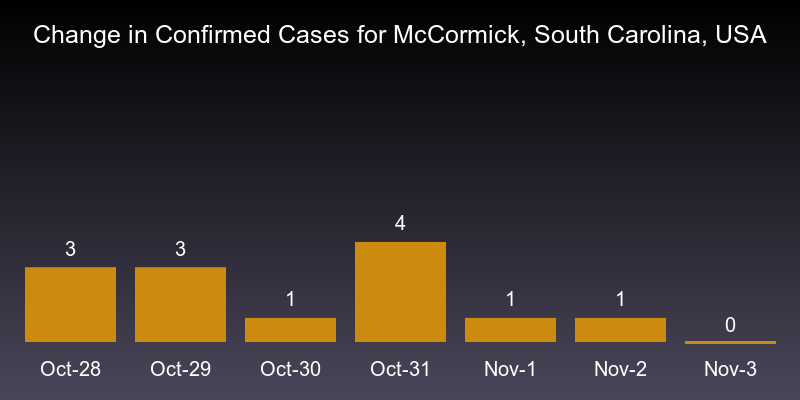 Change in Confirmed Cases for McCormick, South Carolina, USA
4
3 3
1 1 1
0
Oct-28 Oct-29 Oct-30 Oct-31 Nov-1 Nov-2 Nov-3